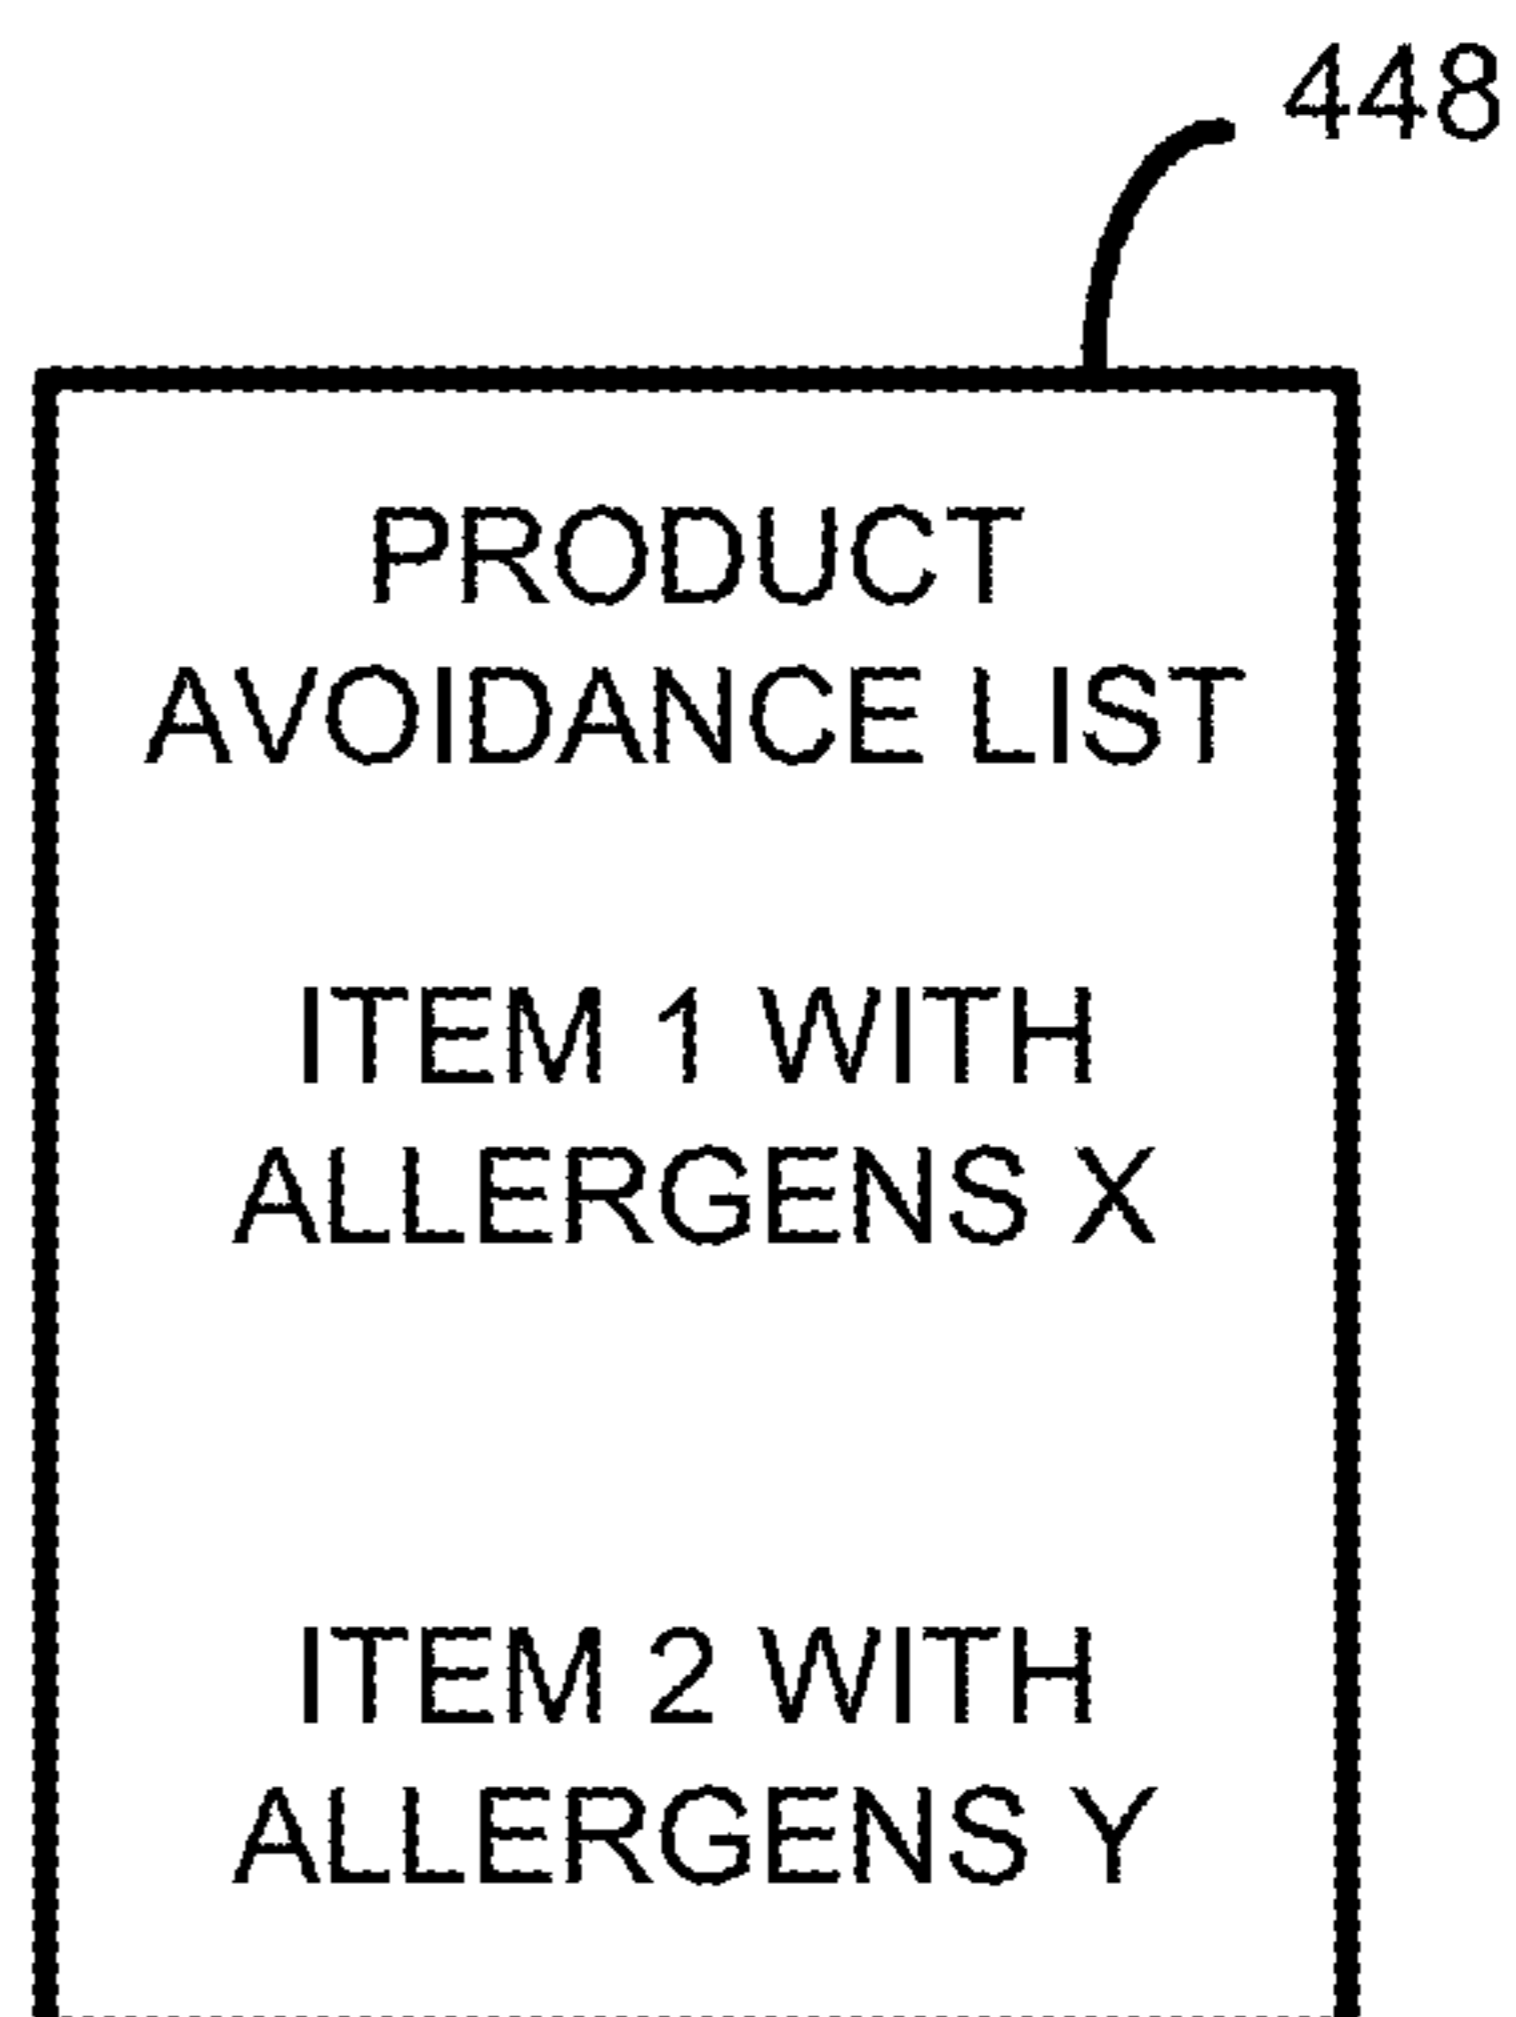 448
PRODUCT
AVOIDANCE LIST
ITEM 1 WITH
ALLERGENS X
ITEM 2 WITH
ALLERGENS Y